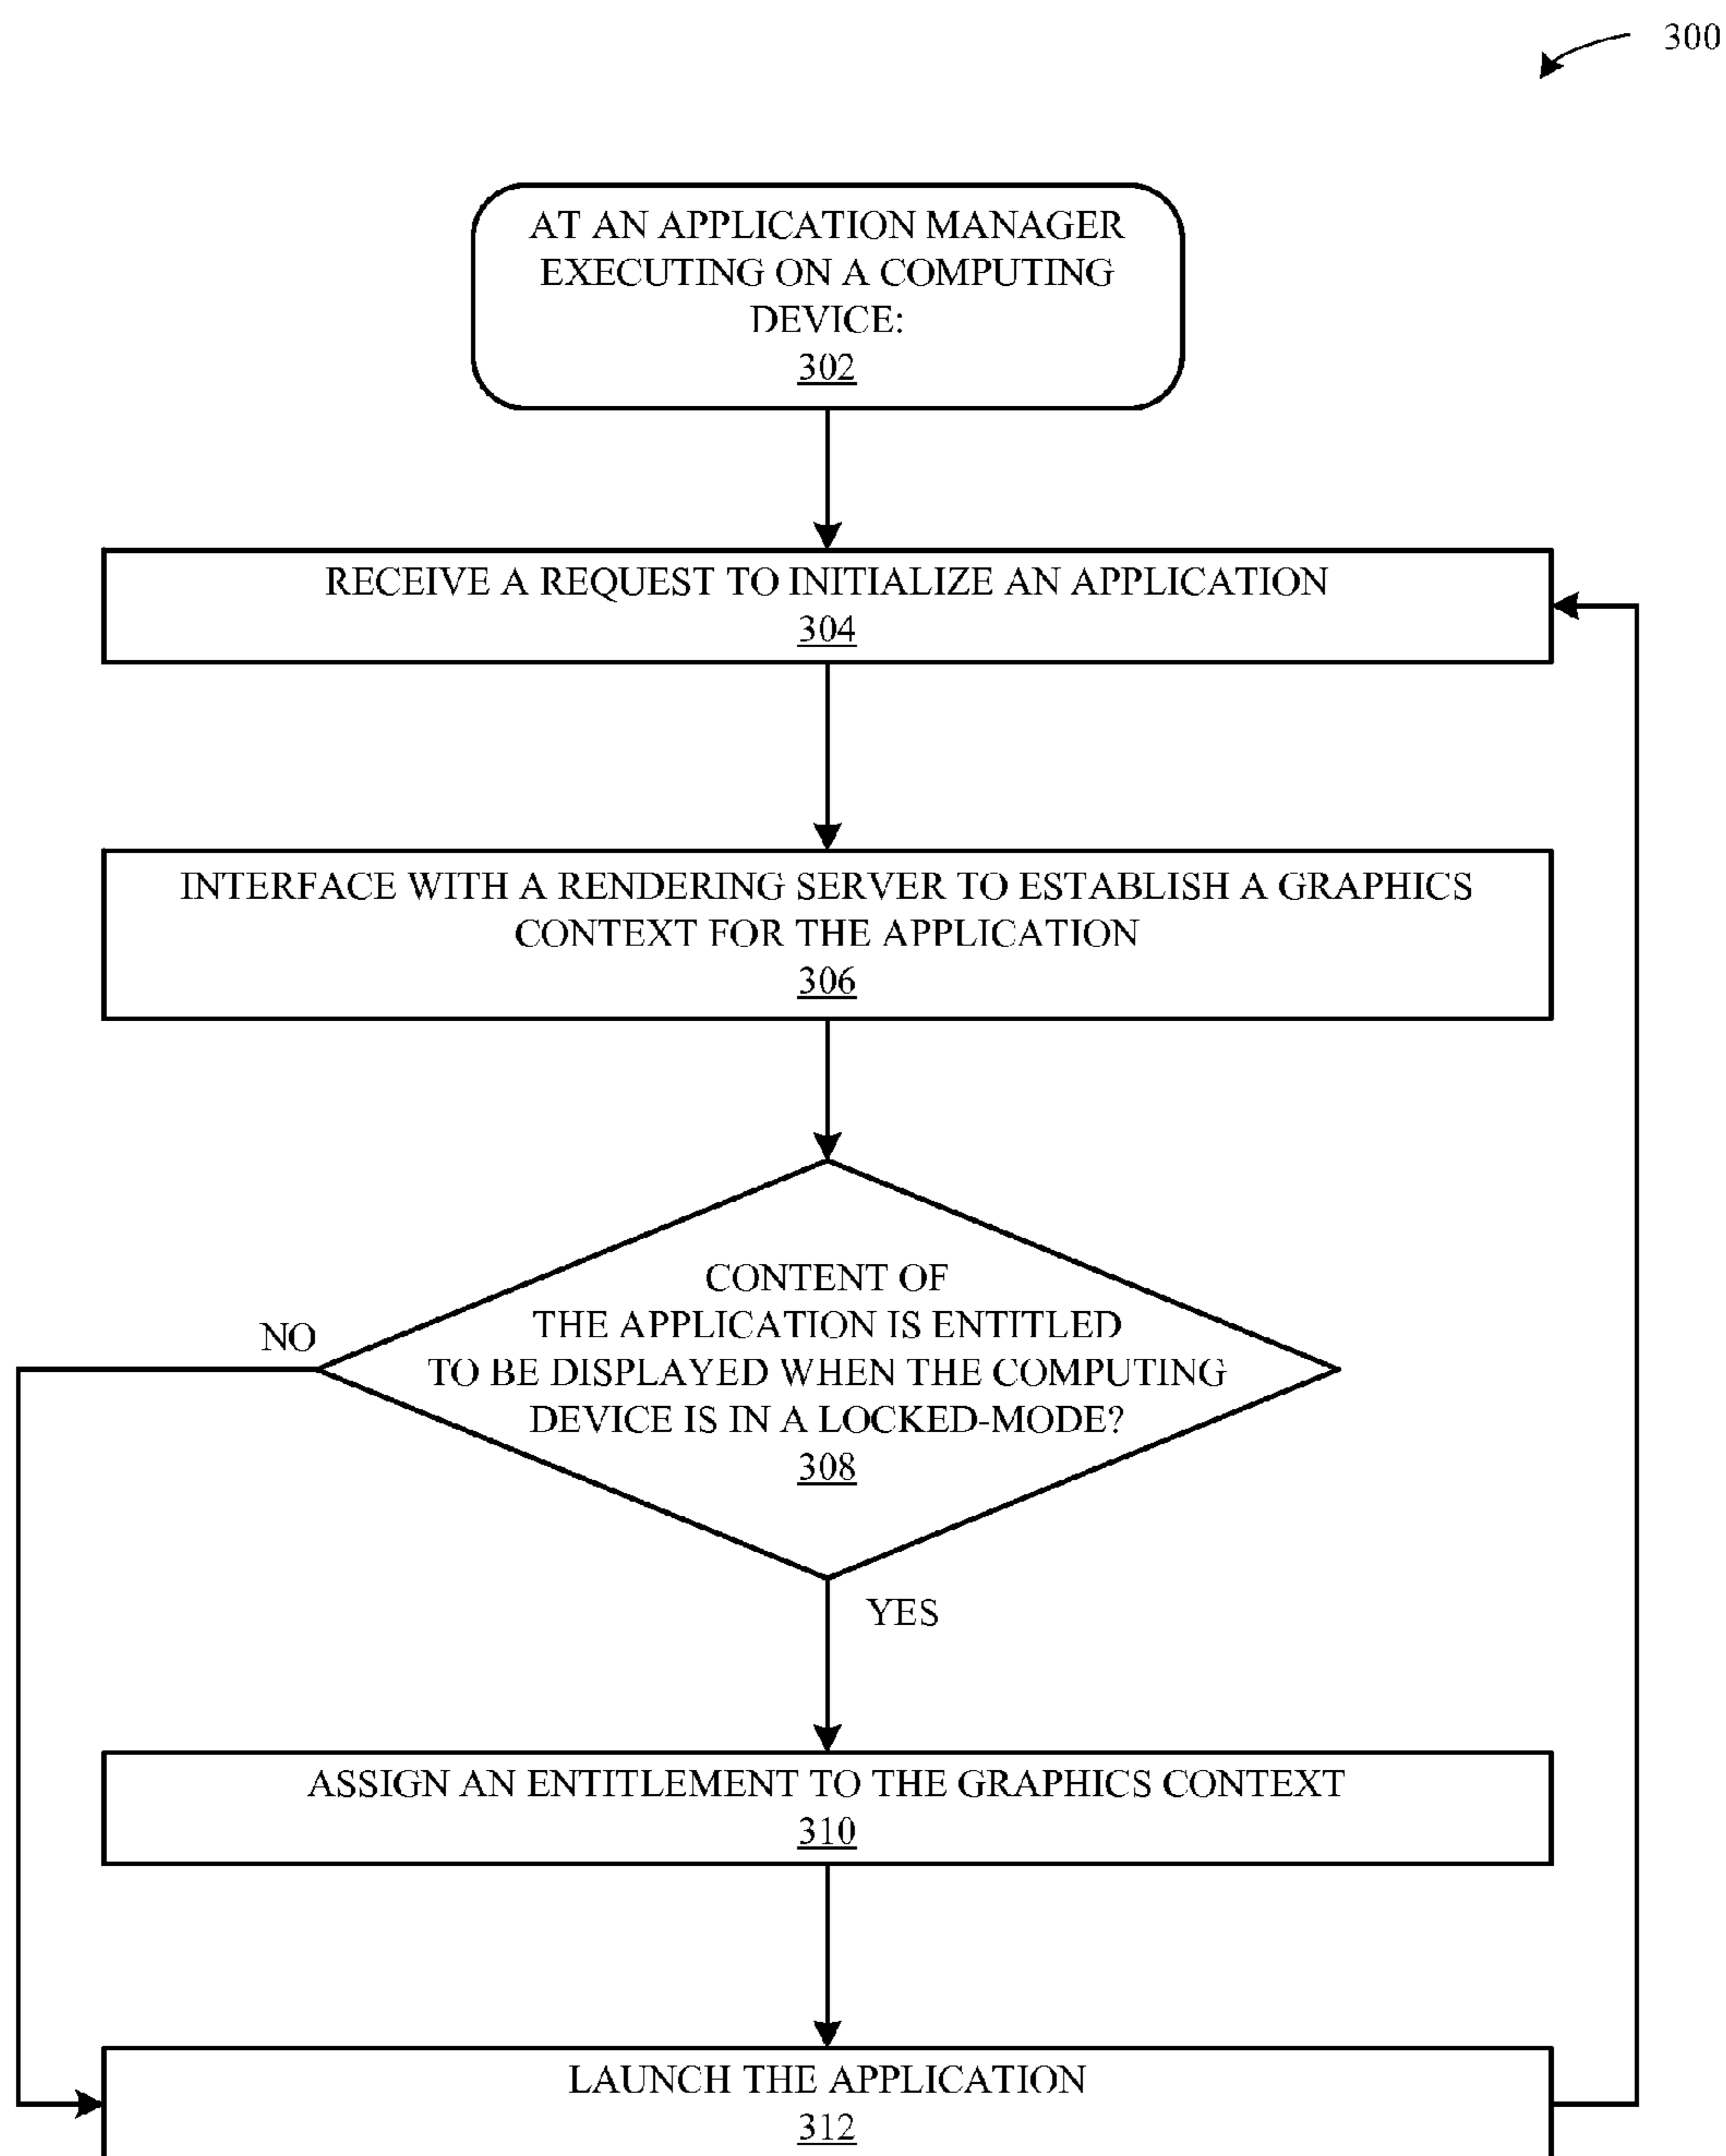 300
AT AN APPLICATION MANAGER
EXECUTING ON A COMPUTING
DEVICE:
302
RECEIVE A REQUEST TO INITIALIZE AN APPLICATION
304
INTERFACE WITH A RENDERING SERVER TO ESTABLISH A GRAPHICS
CONTEXT FOR THE APPLICATION
306
CONTENT OF
THE APPLICATION IS ENTITLED
TO BE DISPLAYED WHEN THE COMPUTING
DEVICE IS IN A LOCKED-MODE?
308
NO
YES
ASSIGN AN ENTITLEMENT TO THE GRAPHICS CONTEXT
310
LAUNCH THE APPLICATION
312